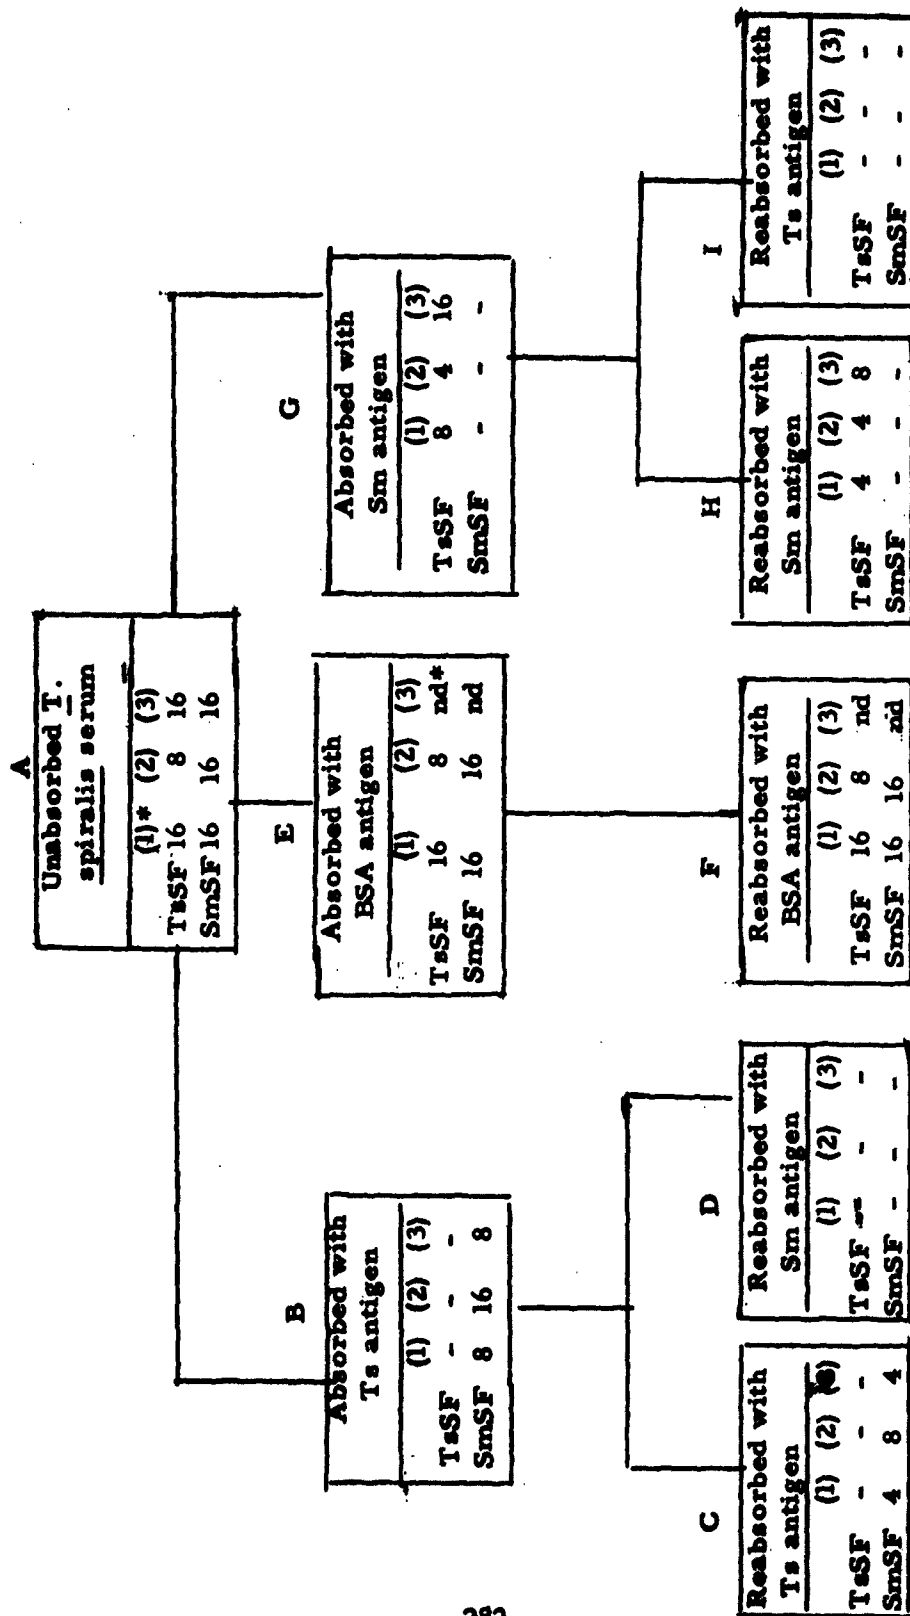 A
Unabsorbed T.
spiralis serum
(1)* (2) (3)
TsSF 16 8 16
SmSF 16 16 16
B
Absorbed with
Ts antigen
(1) (2) (3)
TsSF - - -
SmSF 8 16 8
E
Absorbed with
BSA antigen
(1) (2) (3)
TsSF 16 8 nd*
SmSF 16 16 nd
G
Absorbed with
Sm antigen
(1) (2) (3)
TsSF 8 4 16
SmSF - - -
C
Reabsorbed with
Ts antigen
(1) (2)
TsSF - - -
SmSF 4 8 4
D
Reabsorbed with
Sm antigen
(1) (2) (3)
TsSF - - -
SmSF - - -
F
Reabsorbed with
BSA antigen
(1) (2) (3)
TsSF 16 8 nd
SmSF 16 16 nd
H
Reabsorbed with
Sm antigen
(1) (2) (3)
TsSF 4 4 8
SmSF - - -
I
Reabsorbed with
Ts antigen
(1) (2) (3)
TsSF - - -
SmSF - - -